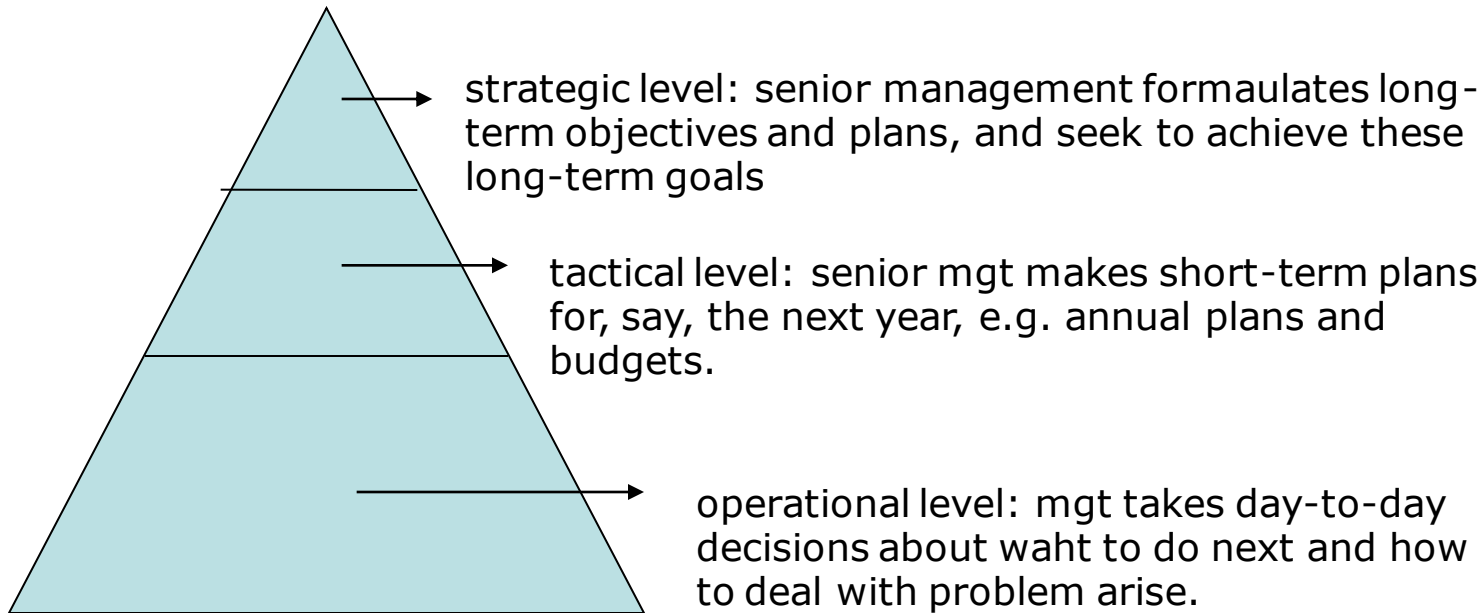 strategic level: senior management formaulates long-
term objectives and plans, and seek to achieve these
long-term goals
tactical level: senior mgt makes short-term plans
for, say, the next year, e.g. annual plans and
budgets.
operational level: mgt takes day-to-day
decisions about waht to do next and how
to deal with problem arise.